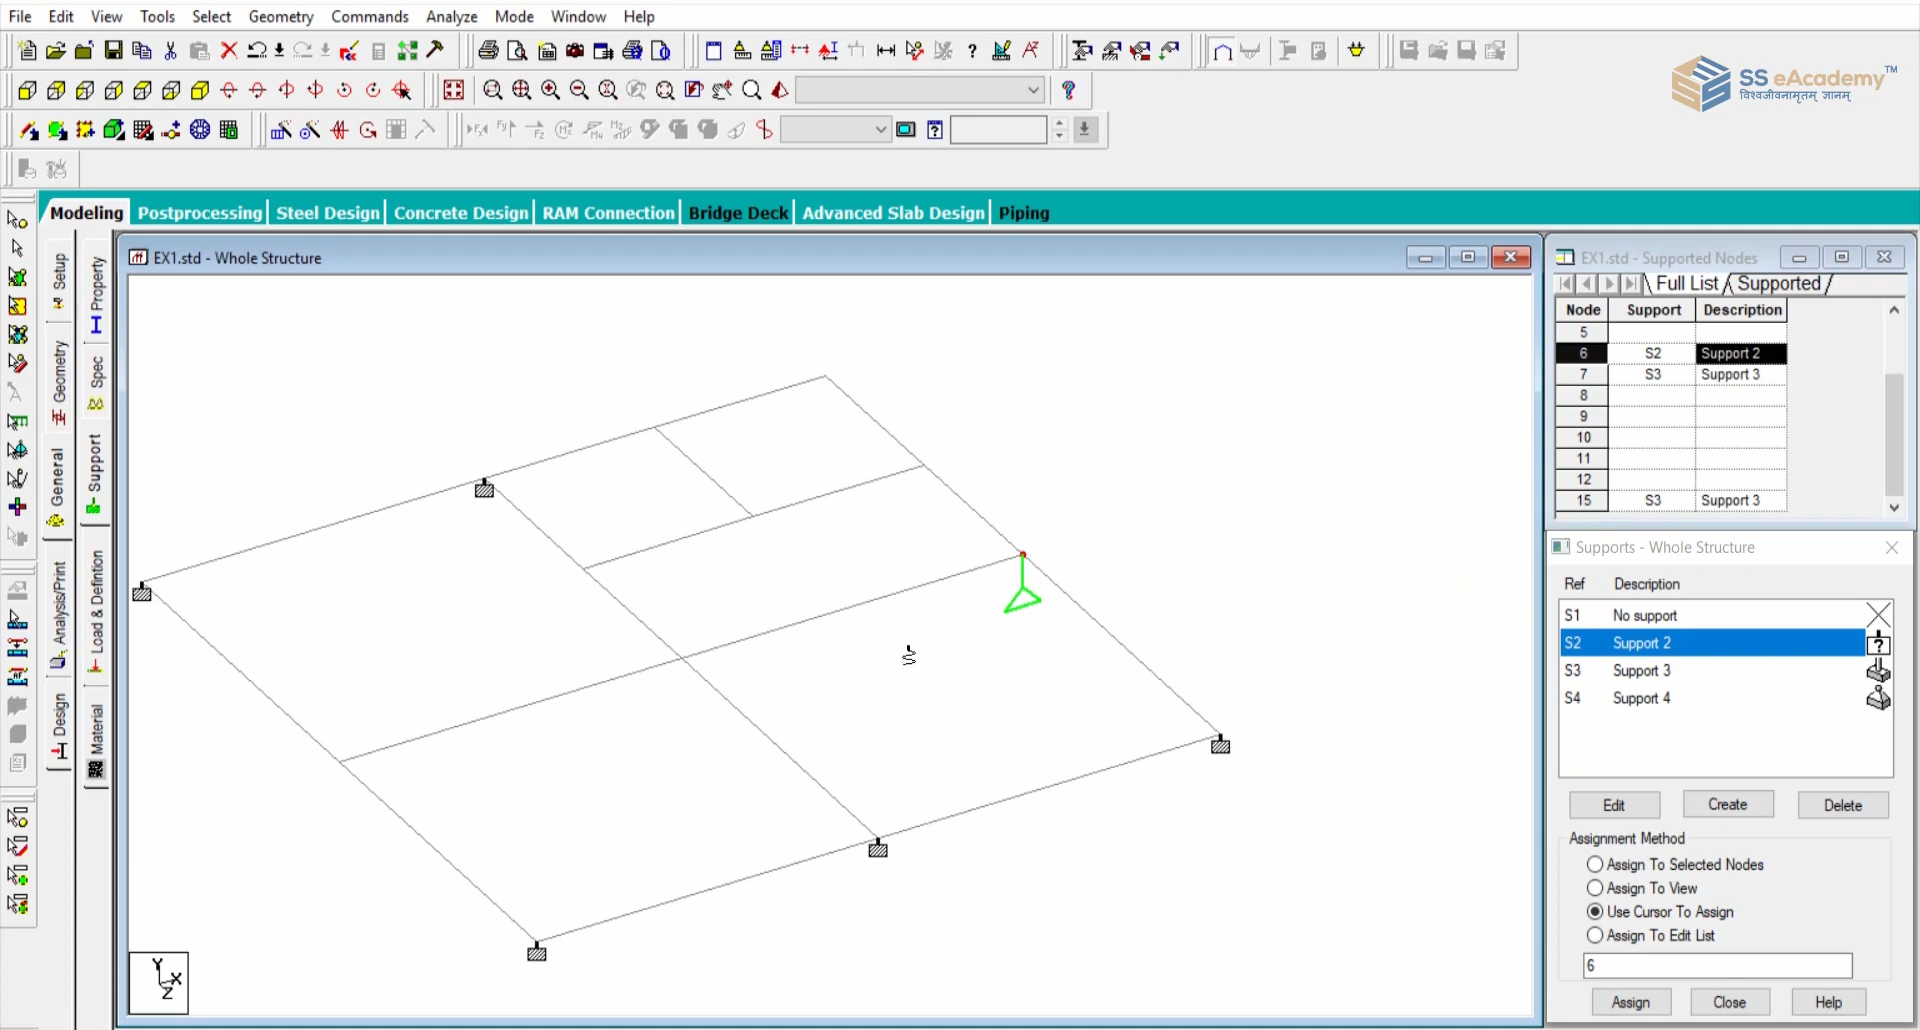 File Edit View Tools Select Geometry Commands Analyze Mode Window Help
SS eAcademy™
विश्वजीवनामृतम् ज्ञानम्
Modeling Postprocessing Steel Design Concrete Design RAM Connection Bridge Deck Advanced Slab Design Piping
Setup
Geometry
General
Analysis/Print
Design
Property
Spec
Support
Load & Definition
Material
EX1.std - Whole Structure
Y
X
Z
EX1.std - Supported Nodes
Full List Supported
Node Support Description
5
6 S2 Support 2
7 S3 Support 3
8
9
10
11
12
15 S3 Support 3
Supports - Whole Structure
Ref Description
S1 No support
S2 Support 2
S3 Support 3
S4 Support 4
Edit Create Delete
Assignment Method
Assign To Selected Nodes
Assign To View
Use Cursor To Assign
Assign To Edit List
6
Assign Close Help